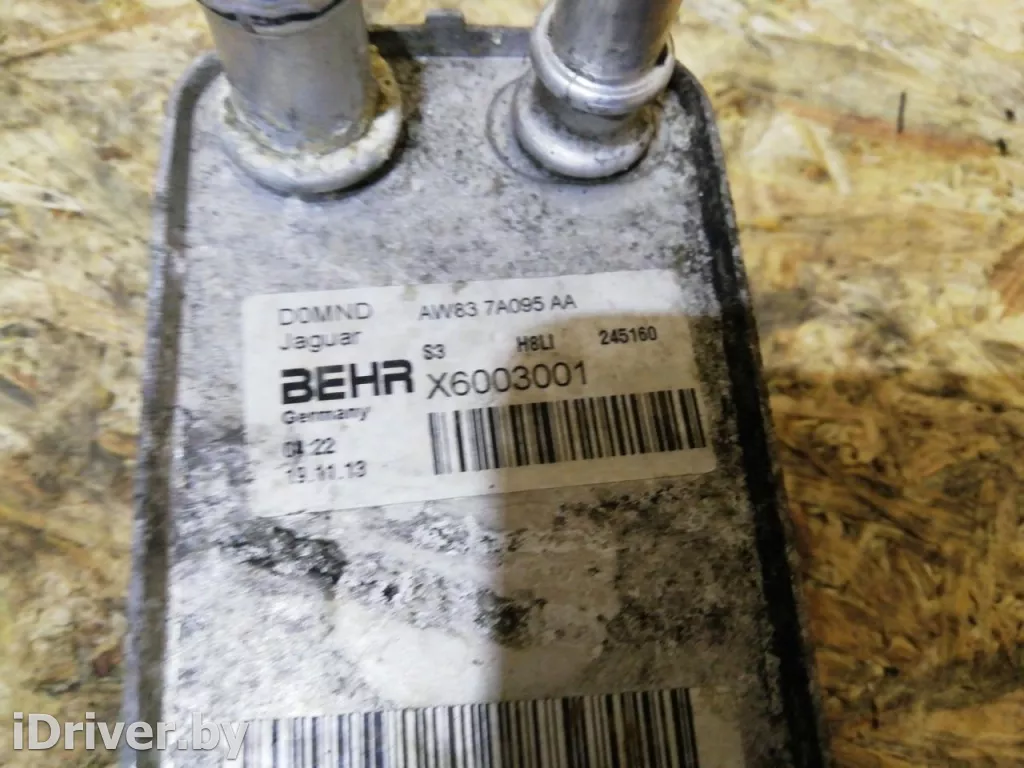 D0MND AW83 7A095 AA
Jaguar
S3 H8LI 245160
BEHR X6003001
Germany
04:22
19.11.13
iDriver.by